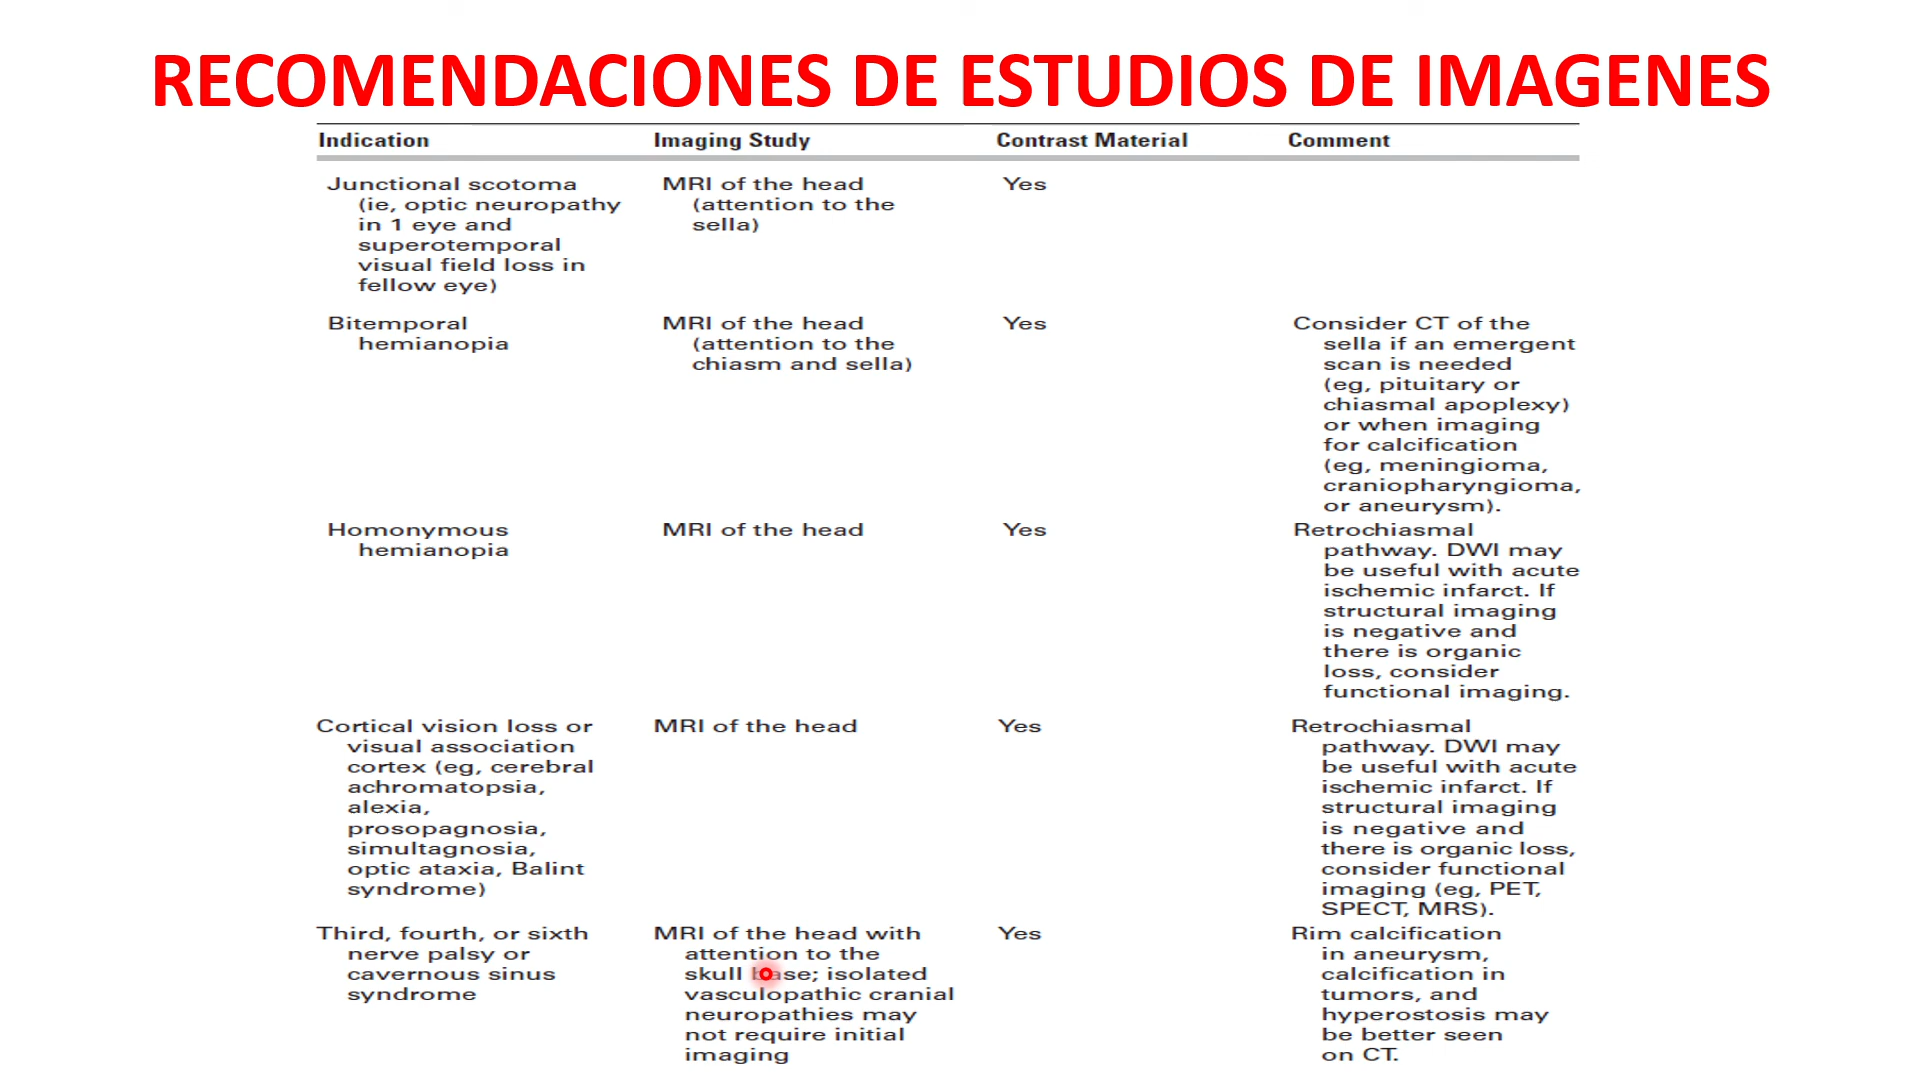 RECOMENDACIONES DE ESTUDIOS DE IMAGENES
Indication Imaging Study Contrast Material Comment
Junctional scotoma
(ie, optic neuropathy
in 1 eye and
superotemporal
visual field loss in
fellow eye)
MRI of the head
(attention to the
sella)
Yes
Bitemporal
hemianopia
MRI of the head
(attention to the
chiasm and sella)
Yes
Consider CT of the
sella if an emergent
scan is needed
(eg, pituitary or
chiasmal apoplexy)
or when imaging
for calcification
(eg, meningioma,
craniopharyngioma,
or aneurysm).
Homonymous
hemianopia
MRI of the head
Yes
Retrochiasmal
pathway. DWI may
be useful with acute
ischemic infarct. If
structural imaging
is negative and
there is organic
loss, consider
functional imaging.
Cortical vision loss or
visual association
cortex (eg, cerebral
achromatopsia,
alexia,
prosopagnosia,
simultagnosia,
optic ataxia, Balint
syndrome)
MRI of the head
Yes
Retrochiasmal
pathway. DWI may
be useful with acute
ischemic infarct. If
structural imaging
is negative and
there is organic loss,
consider functional
imaging (eg, PET,
SPECT, MRS).
Third, fourth, or sixth
nerve palsy or
cavernous sinus
syndrome
MRI of the head with
attention to the
skull base; isolated
vasculopathic cranial
neuropathies may
not require initial
imaging
Yes
Rim calcification
in aneurysm,
calcification in
tumors, and
hyperostosis may
be better seen
on CT.